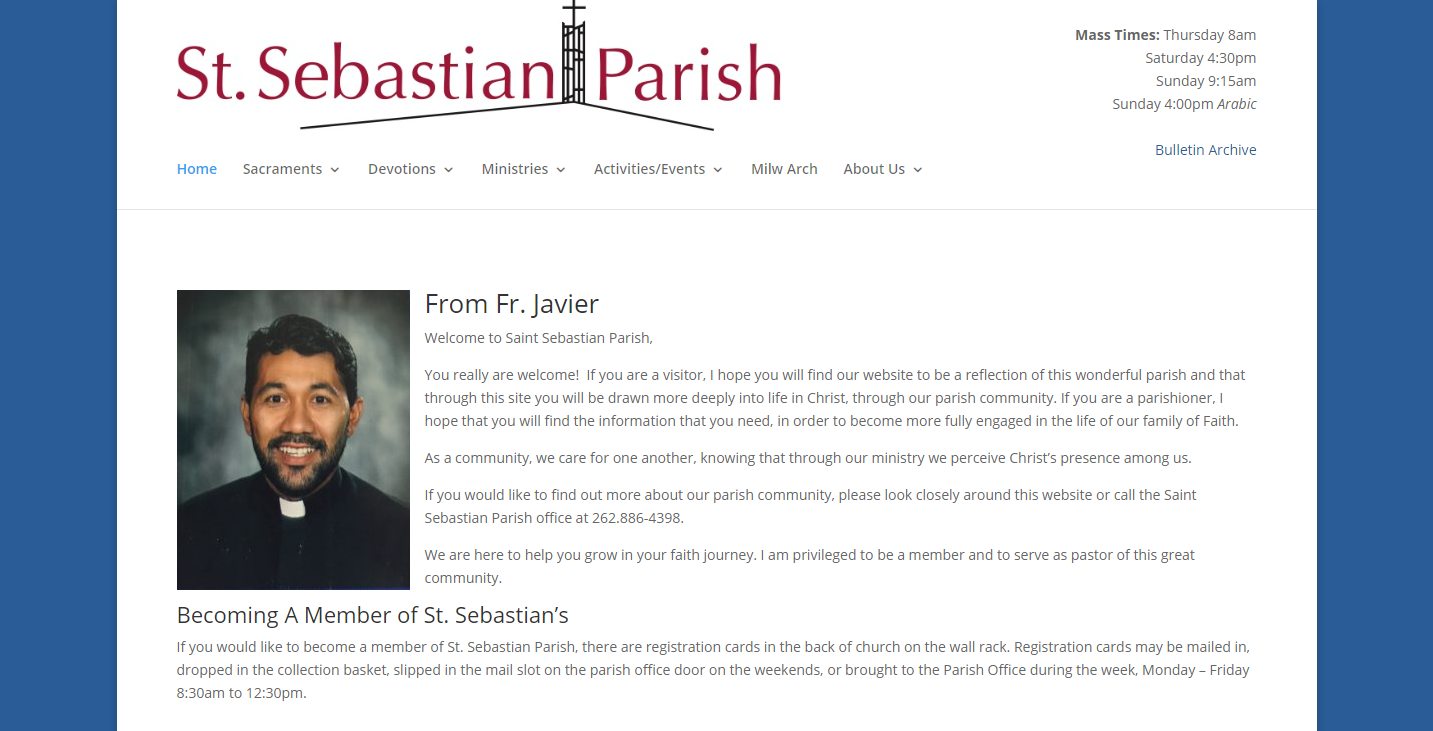 St. Sebastian Parish
Mass Times: Thursday 8am
Saturday 4:30pm
Sunday 9:15am
Sunday 4:00pm Arabic
Bulletin Archive
Home Sacraments Devotions Ministries Activities/Events Milw Arch About Us
From Fr. Javier
Welcome to Saint Sebastian Parish,
You really are welcome!  If you are a visitor, I hope you will find our website to be a reflection of this wonderful parish and that
through this site you will be drawn more deeply into life in Christ, through our parish community. If you are a parishioner, I
hope that you will find the information that you need, in order to become more fully engaged in the life of our family of Faith.
As a community, we care for one another, knowing that through our ministry we perceive Christ’s presence among us.
If you would like to find out more about our parish community, please look closely around this website or call the Saint
Sebastian Parish office at 262.886-4398.
We are here to help you grow in your faith journey. I am privileged to be a member and to serve as pastor of this great
community.
Becoming A Member of St. Sebastian’s
If you would like to become a member of St. Sebastian Parish, there are registration cards in the back of church on the wall rack. Registration cards may be mailed in,
dropped in the collection basket, slipped in the mail slot on the parish office door on the weekends, or brought to the Parish Office during the week, Monday – Friday
8:30am to 12:30pm.